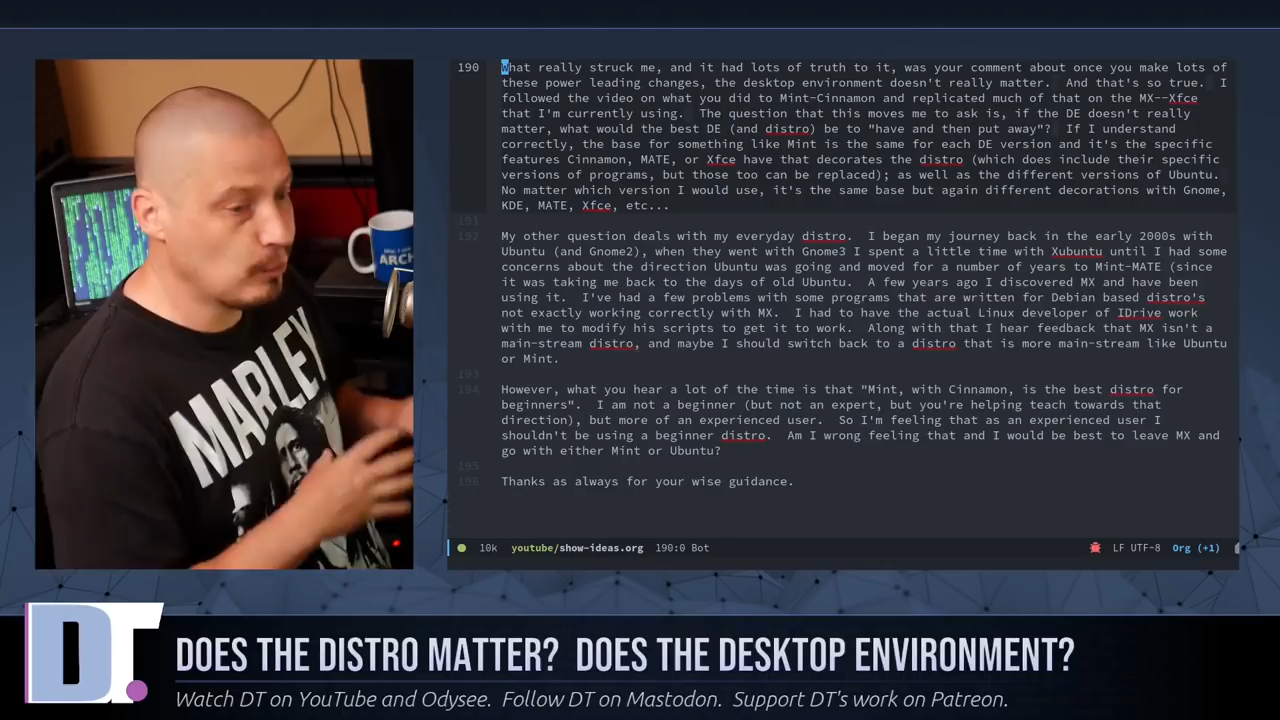 190 What really struck me, and it had lots of truth to it, was your comment about once you make lots of
these power leading changes, the desktop environment doesn't really matter.  And that's so true.  I
followed the video on what you did to Mint-Cinnamon and replicated much of that on the MX--Xfce
that I'm currently using.  The question that this moves me to ask is, if the DE doesn't really
matter, what would the best DE (and distro) be to "have and then put away"?  If I understand
correctly, the base for something like Mint is the same for each DE version and it's the specific
features Cinnamon, MATE, or Xfce have that decorates the distro (which does include their specific
versions of programs, but those too can be replaced); as well as the different versions of Ubuntu.
No matter which version I would use, it's the same base but again different decorations with Gnome,
KDE, MATE, Xfce, etc...
191
192 My other question deals with my everyday distro.  I began my journey back in the early 2000s with
Ubuntu (and Gnome2), when they went with Gnome3 I spent a little time with Xubuntu until I had some
concerns about the direction Ubuntu was going and moved for a number of years to Mint-MATE (since
it was taking me back to the days of old Ubuntu.  A few years ago I discovered MX and have been
using it.  I've had a few problems with some programs that are written for Debian based distro's
not exactly working correctly with MX.  I had to have the actual Linux developer of IDrive work
with me to modify his scripts to get it to work.  Along with that I hear feedback that MX isn't a
main-stream distro, and maybe I should switch back to a distro that is more main-stream like Ubuntu
or Mint.
193
194 However, what you hear a lot of the time is that "Mint, with Cinnamon, is the best distro for
beginners".  I am not a beginner (but not an expert, but you're helping teach towards that
direction), but more of an experienced user.  So I'm feeling that as an experienced user I
shouldn't be using a beginner distro.  Am I wrong feeling that and I would be best to leave MX and
go with either Mint or Ubuntu?
195
196 Thanks as always for your wise guidance.
10k youtube/show-ideas.org 190:0 Bot LF UTF-8 Org (+1)
ARCH
MARLEY
DT.
DOES THE DISTRO MATTER?  DOES THE DESKTOP ENVIRONMENT?
Watch DT on YouTube and Odysee.  Follow DT on Mastodon.  Support DT's work on Patreon.